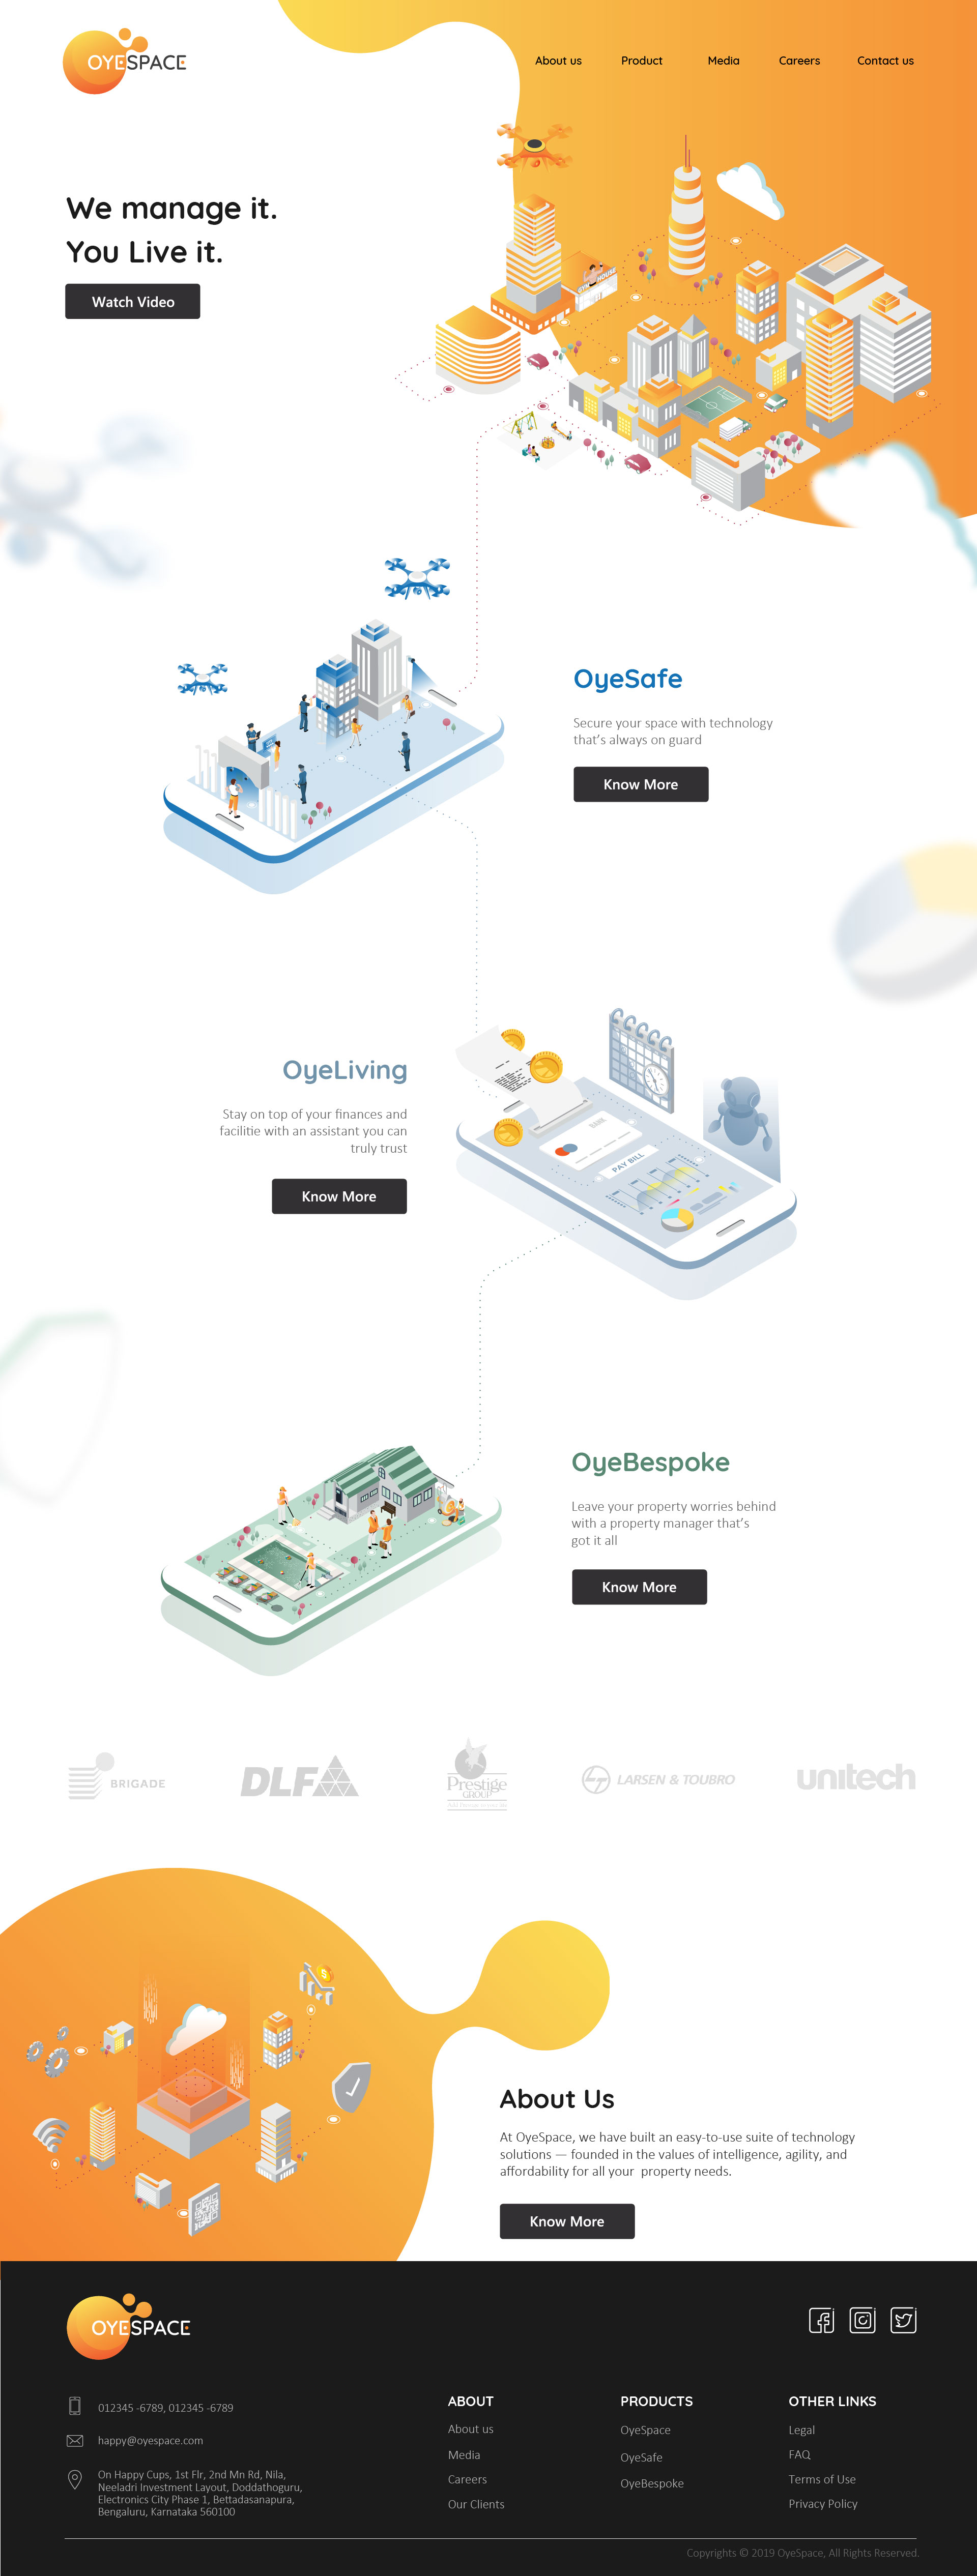 OYESPACE
About us
Product
Media
Careers
Contact us
We manage it.
You Live it.
Watch Video
HOUSE
OyeSafe
Secure your space with technology
that’s always on guard
Know More
OyeLiving
Stay on top of your finances and
facilitie with an assistant you can
truly trust
Know More
BANK
PAY BILL
OyeBespoke
Leave your property worries behind
with a property manager that’s
got it all
Know More
BRIGADE
DLF
Prestige
GROUP
LARSEN & TOUBRO
unitech
About Us
At OyeSpace, we have built an easy-to-use suite of technology
solutions — founded in the values of intelligence, agility, and
affordability for all your  property needs.
Know More
OYESPACE
012345 -6789, 012345 -6789
happy@oyespace.com
On Happy Cups, 1st Flr, 2nd Mn Rd, Nila,
Neeladri Investment Layout, Doddathoguru,
Electronics City Phase 1, Bettadasanapura,
Bengaluru, Karnataka 560100
ABOUT
About us
Media
Careers
Our Clients
PRODUCTS
OyeSpace
OyeSafe
OyeBespoke
OTHER LINKS
Legal
FAQ
Terms of Use
Privacy Policy
Copyrights © 2019 OyeSpace, All Rights Reserved.